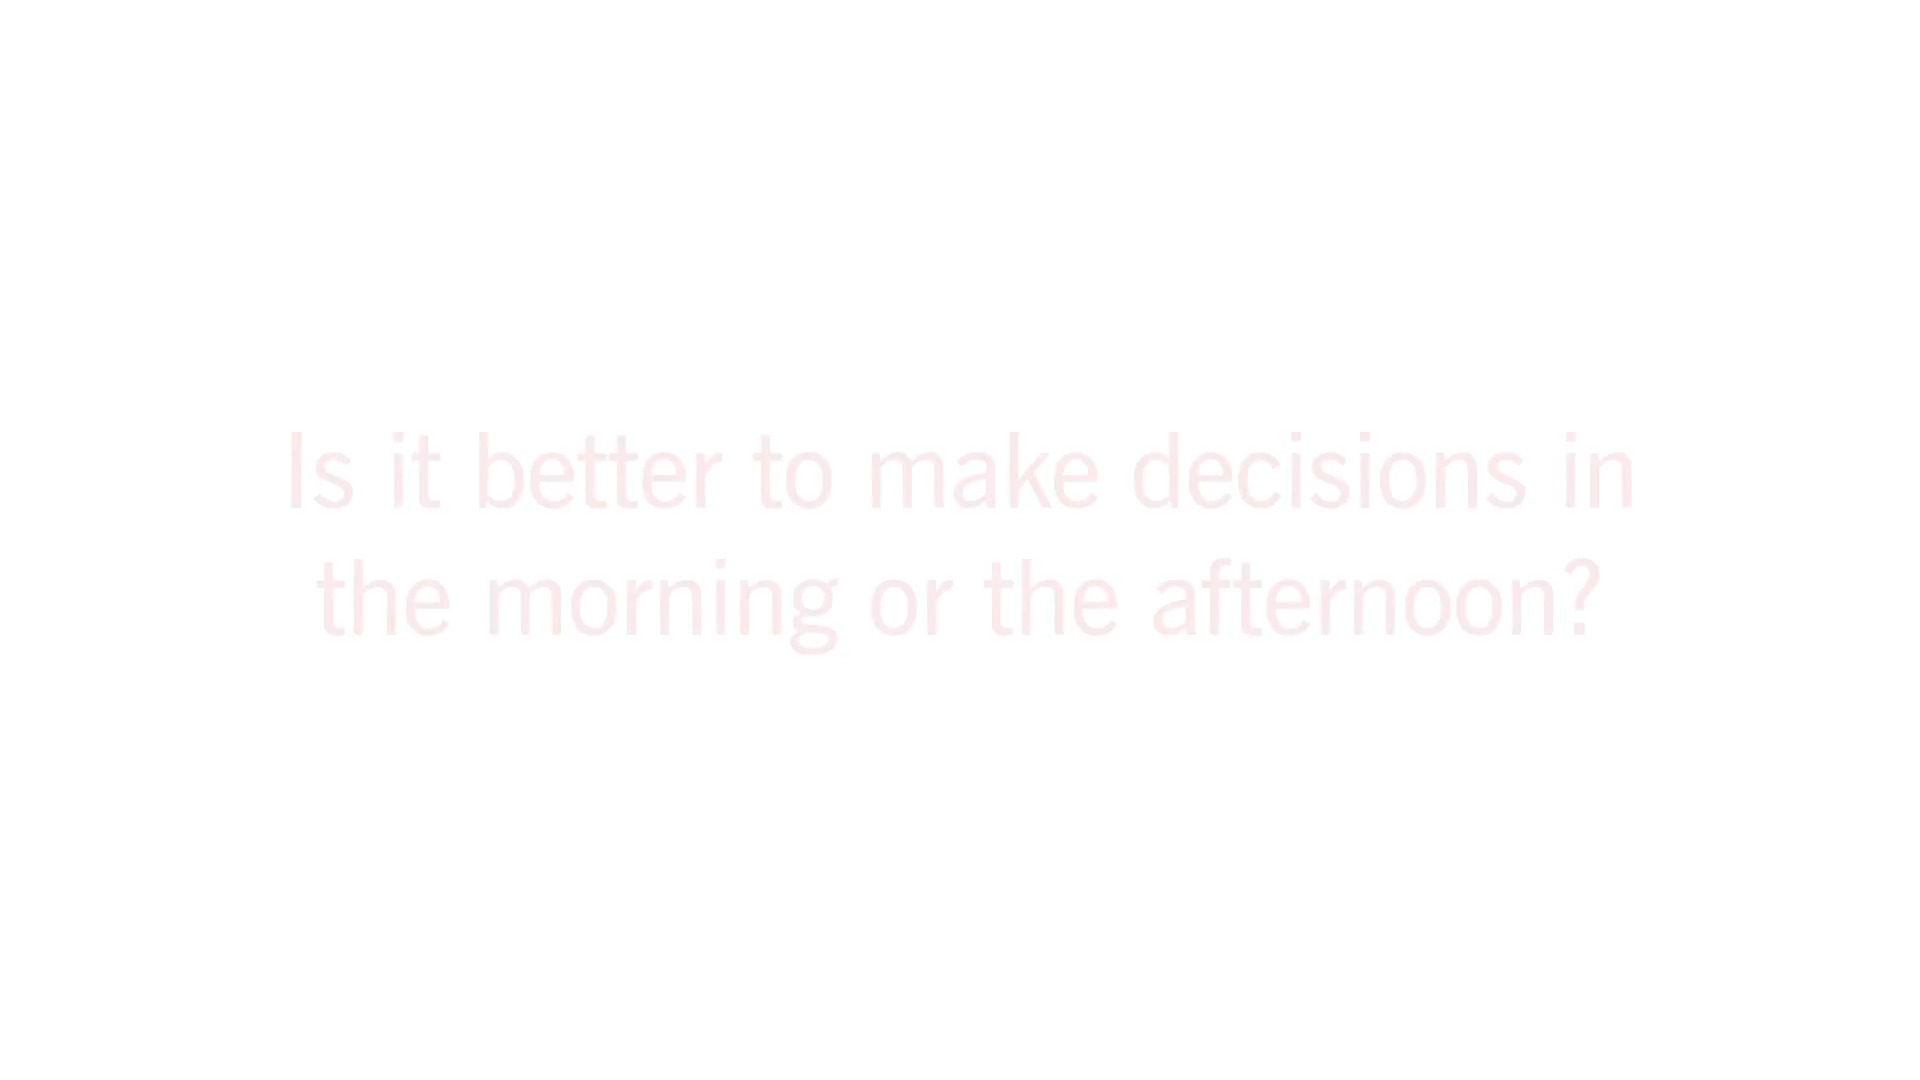 Is it better to make decisions in
the morning or the afternoon?